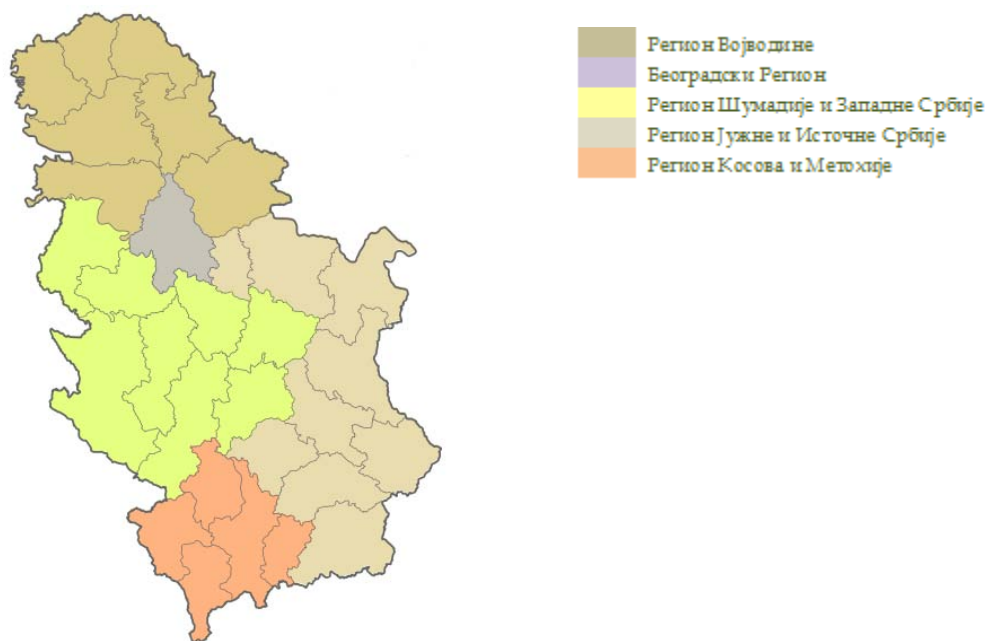 Регион Војводине
Београдски Регион
Регион Шумадије и Западне Србије
Регион Јужне и Источне Србије
Регион Косова и Метохије